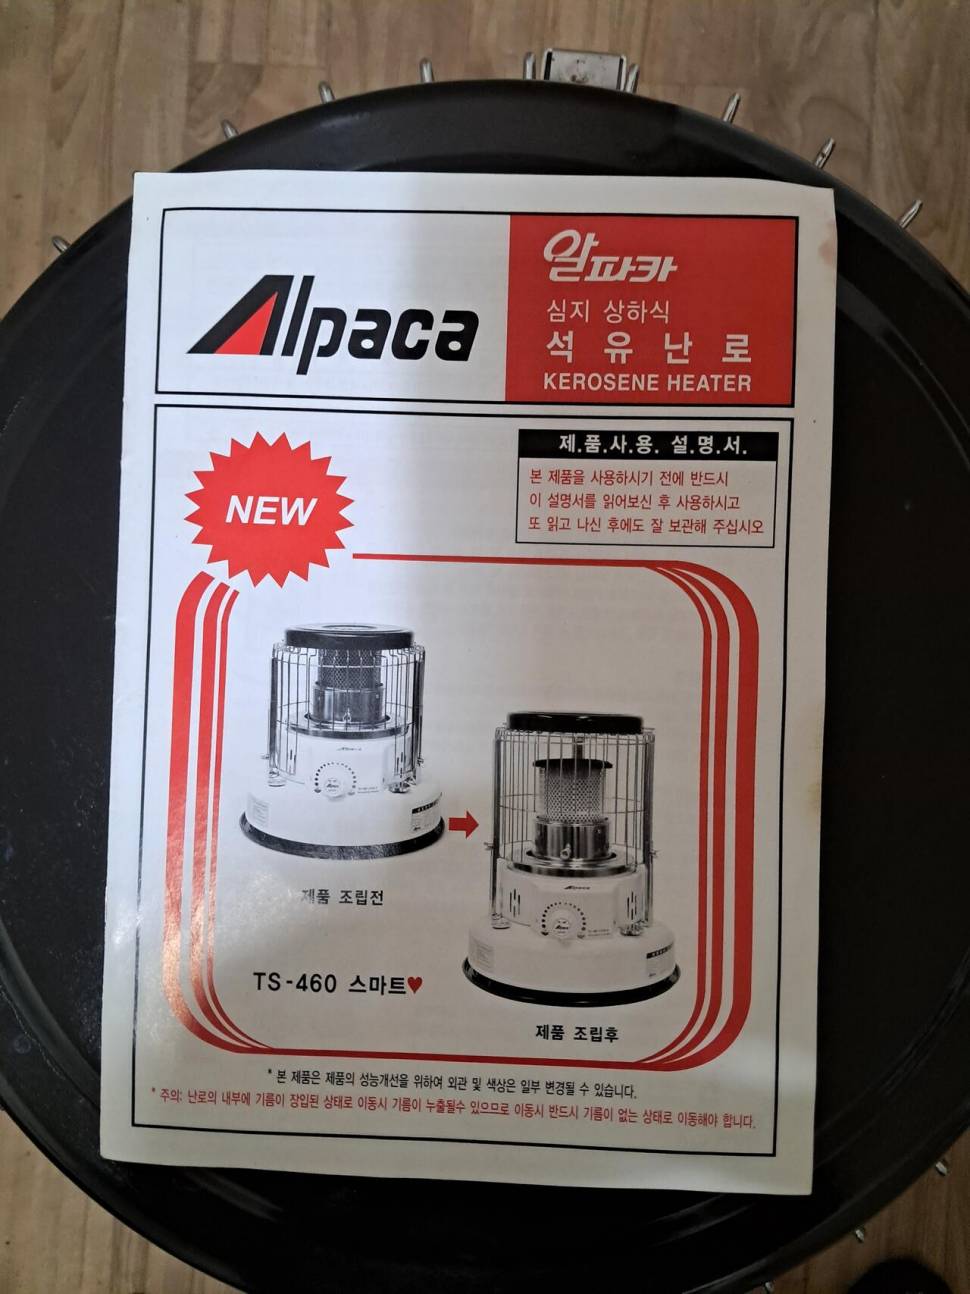 Alpaca
알파카
심지 상하식
석 유 난 로
KEROSENE HEATER
제.품.사.용. 설.명.서.
본 제품을 사용하시기 전에 반드시
이 설명서를 읽어보신 후 사용하시고
또 읽고 나신 후에도 잘 보관해 주십시오
NEW
Alpaca
제품 조립전
Alpaca
제품 조립후
TS-460 스마트♥
* 본 제품은 제품의 성능개선을 위하여 외관 및 색상은 일부 변경될 수 있습니다.
* 주의: 난로의 내부에 기름이 장입된 상태로 이동시 기름이 누출될수 있으므로 이동시 반드시 기름이 없는 상태로 이동해야 합니다.